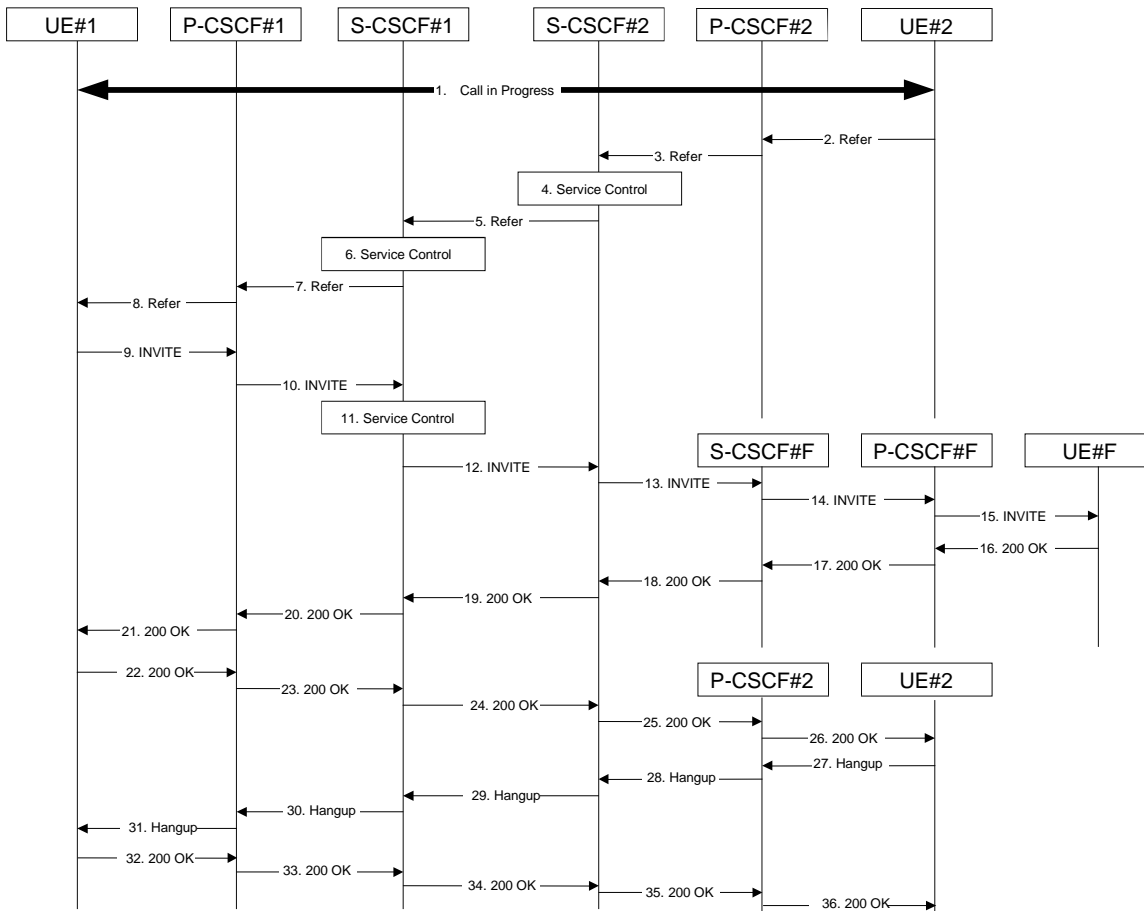 UE#1
P-CSCF#1
S-CSCF#1
S-CSCF#2
P-CSCF#2
UE#2
1. Call in Progress
2. Refer
3. Refer
4. Service Control
5. Refer
6. Service Control
7. Refer
8. Refer
9. INVITE
10. INVITE
11. Service Control
S-CSCF#F
P-CSCF#F
UE#F
12. INVITE
13. INVITE
14. INVITE
15. INVITE
16. 200 OK
17. 200 OK
18. 200 OK
19. 200 OK
20. 200 OK
21. 200 OK
22. 200 OK
P-CSCF#2
UE#2
23. 200 OK
24. 200 OK
25. 200 OK
26. 200 OK
27. Hangup
28. Hangup
29. Hangup
30. Hangup
31. Hangup
32. 200 OK
33. 200 OK
34. 200 OK
35. 200 OK
36. 200 OK